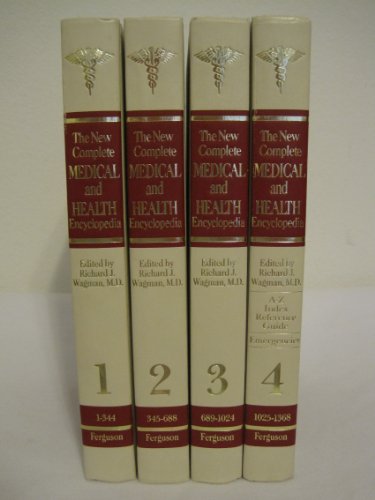 The New
Complete
MEDICAL
and
HEALTH
Encyclopedia
Edited by
Richard J.
Wagman, M.D.
1
1-344
Ferguson
The New
Complete
MEDICAL
and
HEALTH
Encyclopedia
Edited by
Richard J.
Wagman, M.D.
2
345-688
Ferguson
The New
Complete
MEDICAL
and
HEALTH
Encyclopedia
Edited by
Richard J.
Wagman, M.D.
3
689-1024
Ferguson
The New
Complete
MEDICAL
and
HEALTH
Encyclopedia
Edited by
Richard J.
Wagman, M.D.
A-Z
Index
Reference
Guide
Emergencies
4
1025-1368
Ferguson